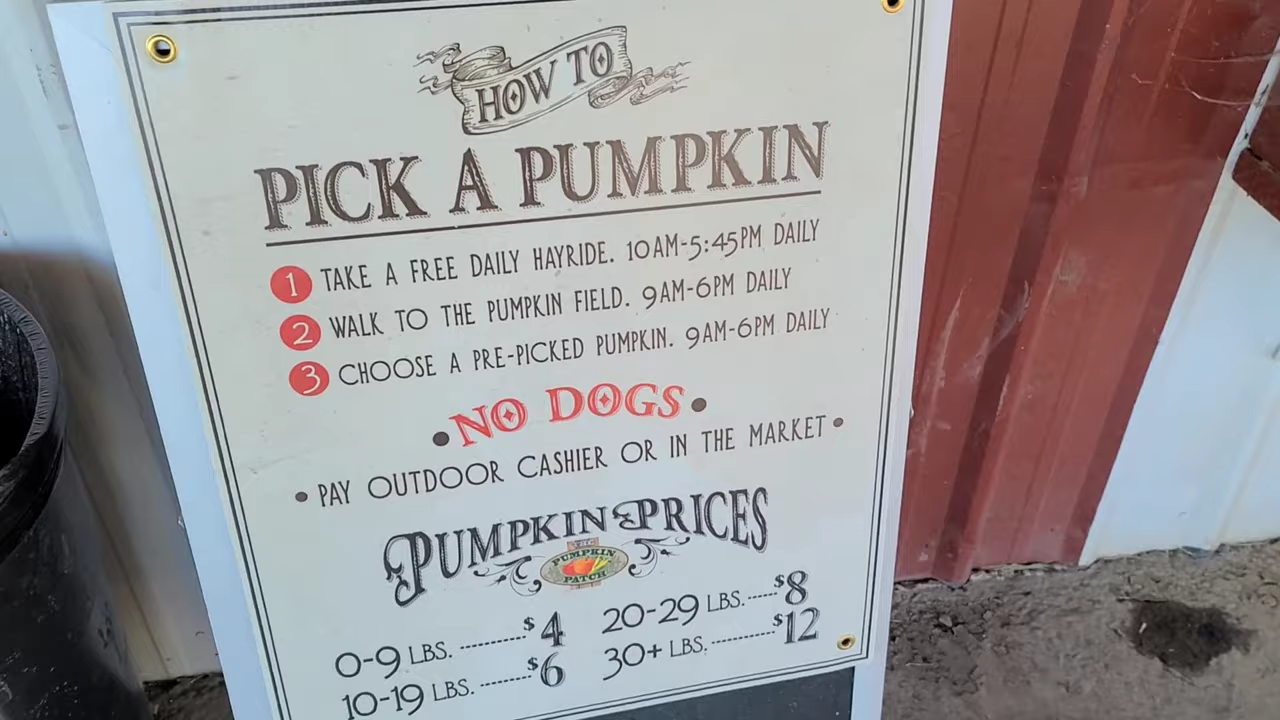 HOW TO
PICK A PUMPKIN
1 TAKE A FREE DAILY HAYRIDE. 10AM-5:45PM DAILY
2 WALK TO THE PUMPKIN FIELD. 9AM-6PM DAILY
3 CHOOSE A PRE-PICKED PUMPKIN. 9AM-6PM DAILY
•NO DOGS•
• PAY OUTDOOR CASHIER OR IN THE MARKET •
PUMPKIN PRICES
THE
PUMPKIN
PATCH
0-9 LBS. ---------- $4
10-19 LBS. -------- $6
20-29 LBS. ----- $8
30+ LBS. ---------- $12